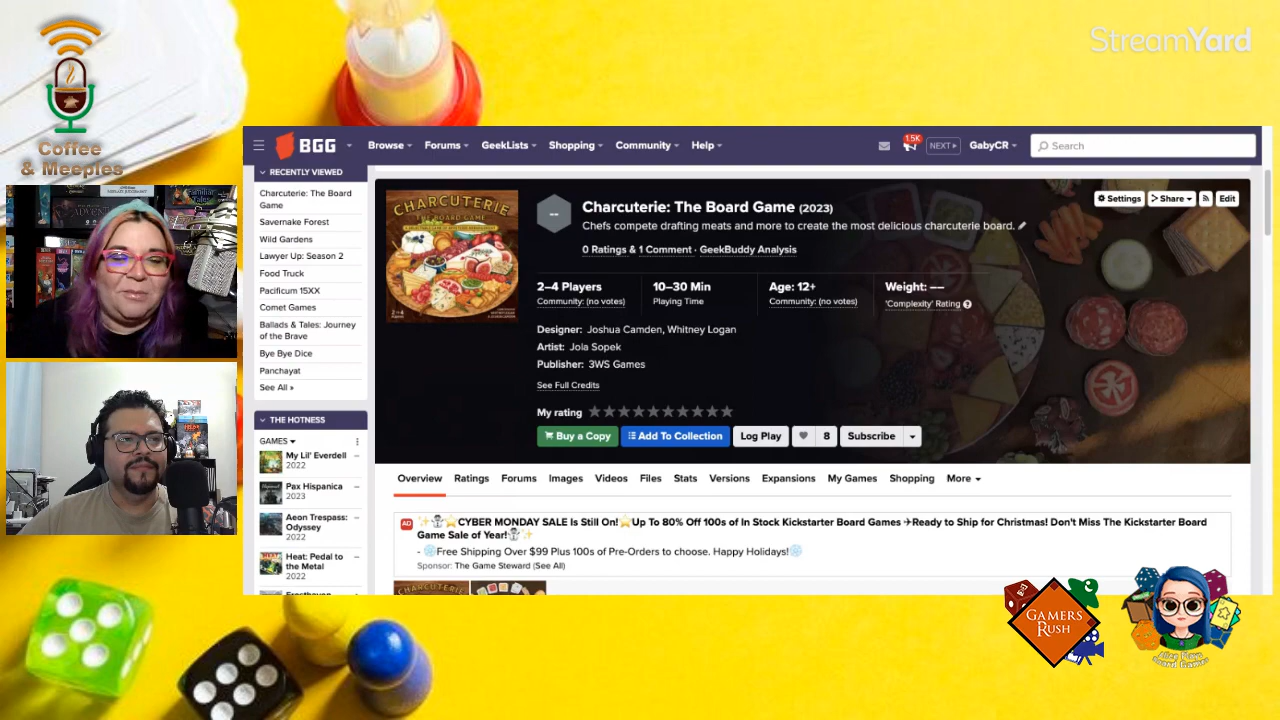 StreamYard
Coffee
& Meeples
BGG
Browse
Forums
GeekLists
Shopping
Community
Help
1.5K
NEXT
GabyCR
Search
RECENTLY VIEWED
Charcuterie: The Board
Game
Savernake Forest
Wild Gardens
Lawyer Up: Season 2
Food Truck
Pacificum 15XX
Comet Games
Ballads & Tales: Journey
of the Brave
Bye Bye Dice
Panchayat
See All »
THE HOTNESS
GAMES
My Lil' Everdell
2022
Pax Hispanica
2023
Aeon Trespass:
Odyssey
2022
Heat: Pedal to
the Metal
2022
Frosthaven
CHARCUTERIE
THE BOARD GAME
2-4
--
Charcuterie: The Board Game (2023)
Chefs compete drafting meats and more to create the most delicious charcuterie board.
0 Ratings & 1 Comment · GeekBuddy Analysis
Settings
Share
Edit
2–4 Players
Community: (no votes)
10–30 Min
Playing Time
Age: 12+
Community: (no votes)
Weight: —–
'Complexity' Rating
Designer: Joshua Camden, Whitney Logan
Artist: Jola Sopek
Publisher: 3WS Games
See Full Credits
My rating
Buy a Copy
Add To Collection
Log Play
8
Subscribe
Overview
Ratings
Forums
Images
Videos
Files
Stats
Versions
Expansions
My Games
Shopping
More
AD
CYBER MONDAY SALE Is Still On! Up To 80% Off 100s of In Stock Kickstarter Board Games ✈Ready to Ship for Christmas! Don't Miss The Kickstarter Board
Game Sale of Year!
- Free Shipping Over $99 Plus 100s of Pre-Orders to choose. Happy Holidays!
Sponsor: The Game Steward (See All)
CHARCUTERIE
GAMERS
RUSH
Board Games